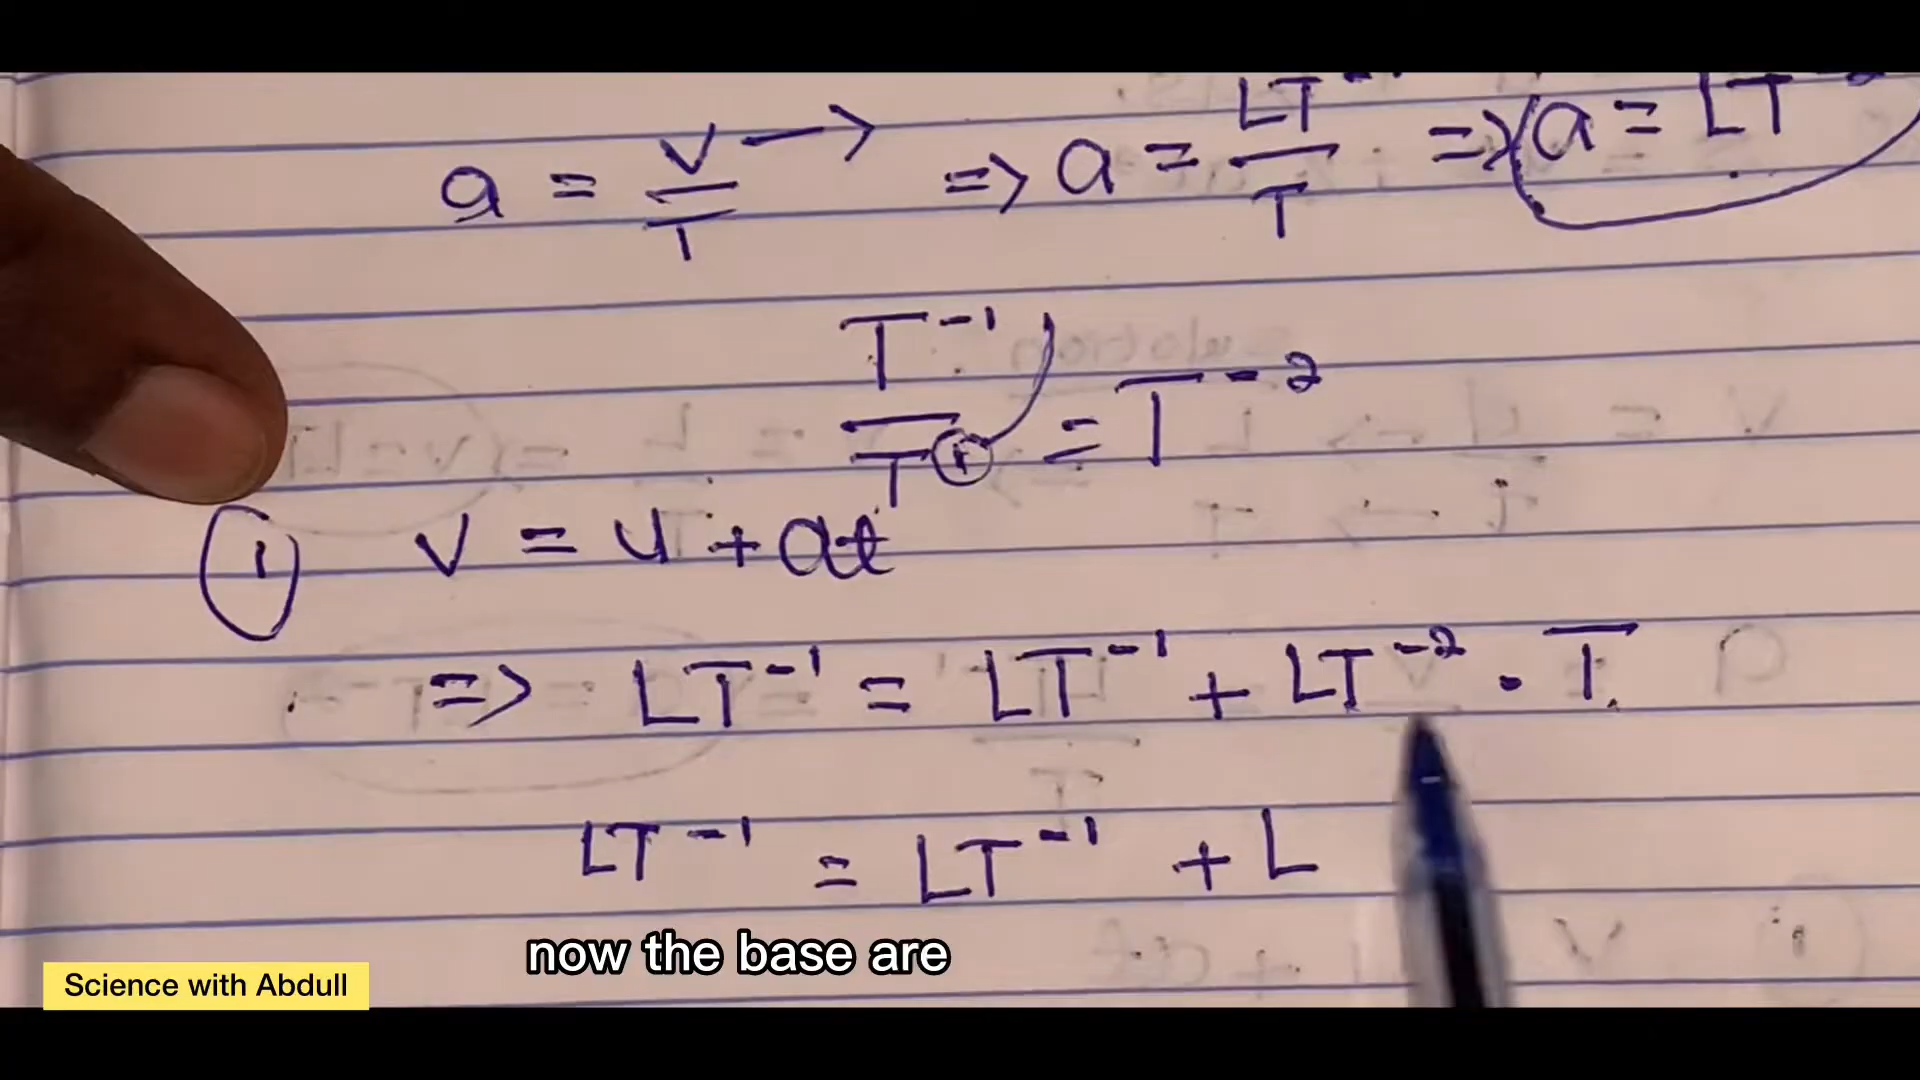 a = V/T → => a = LT⁻¹/T => a = LT⁻²
T⁻¹/T¹ = T⁻²
① V = u + at
=> LT⁻¹ = LT⁻¹ + LT⁻² · T
LT⁻¹ = LT⁻¹ + L
now the base are
Science with Abdull